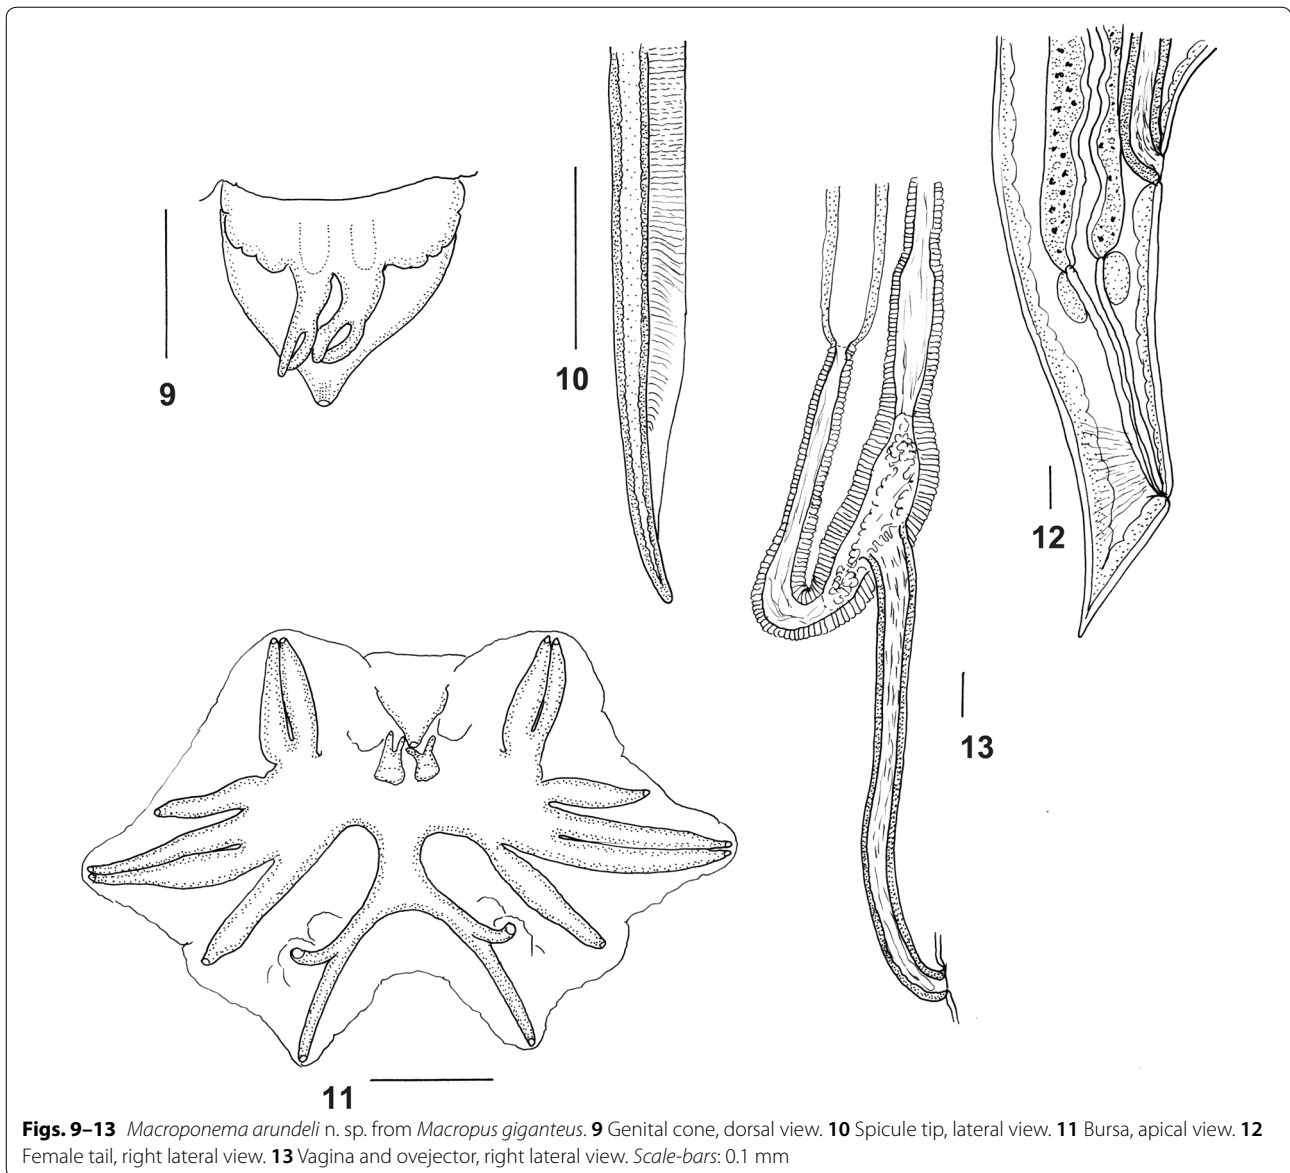 9
10
12
13
11
Figs. 9–13 Macroponema arundeli n. sp. from Macropus giganteus. 9 Genital cone, dorsal view. 10 Spicule tip, lateral view. 11 Bursa, apical view. 12
Female tail, right lateral view. 13 Vagina and ovejector, right lateral view. Scale-bars: 0.1 mm